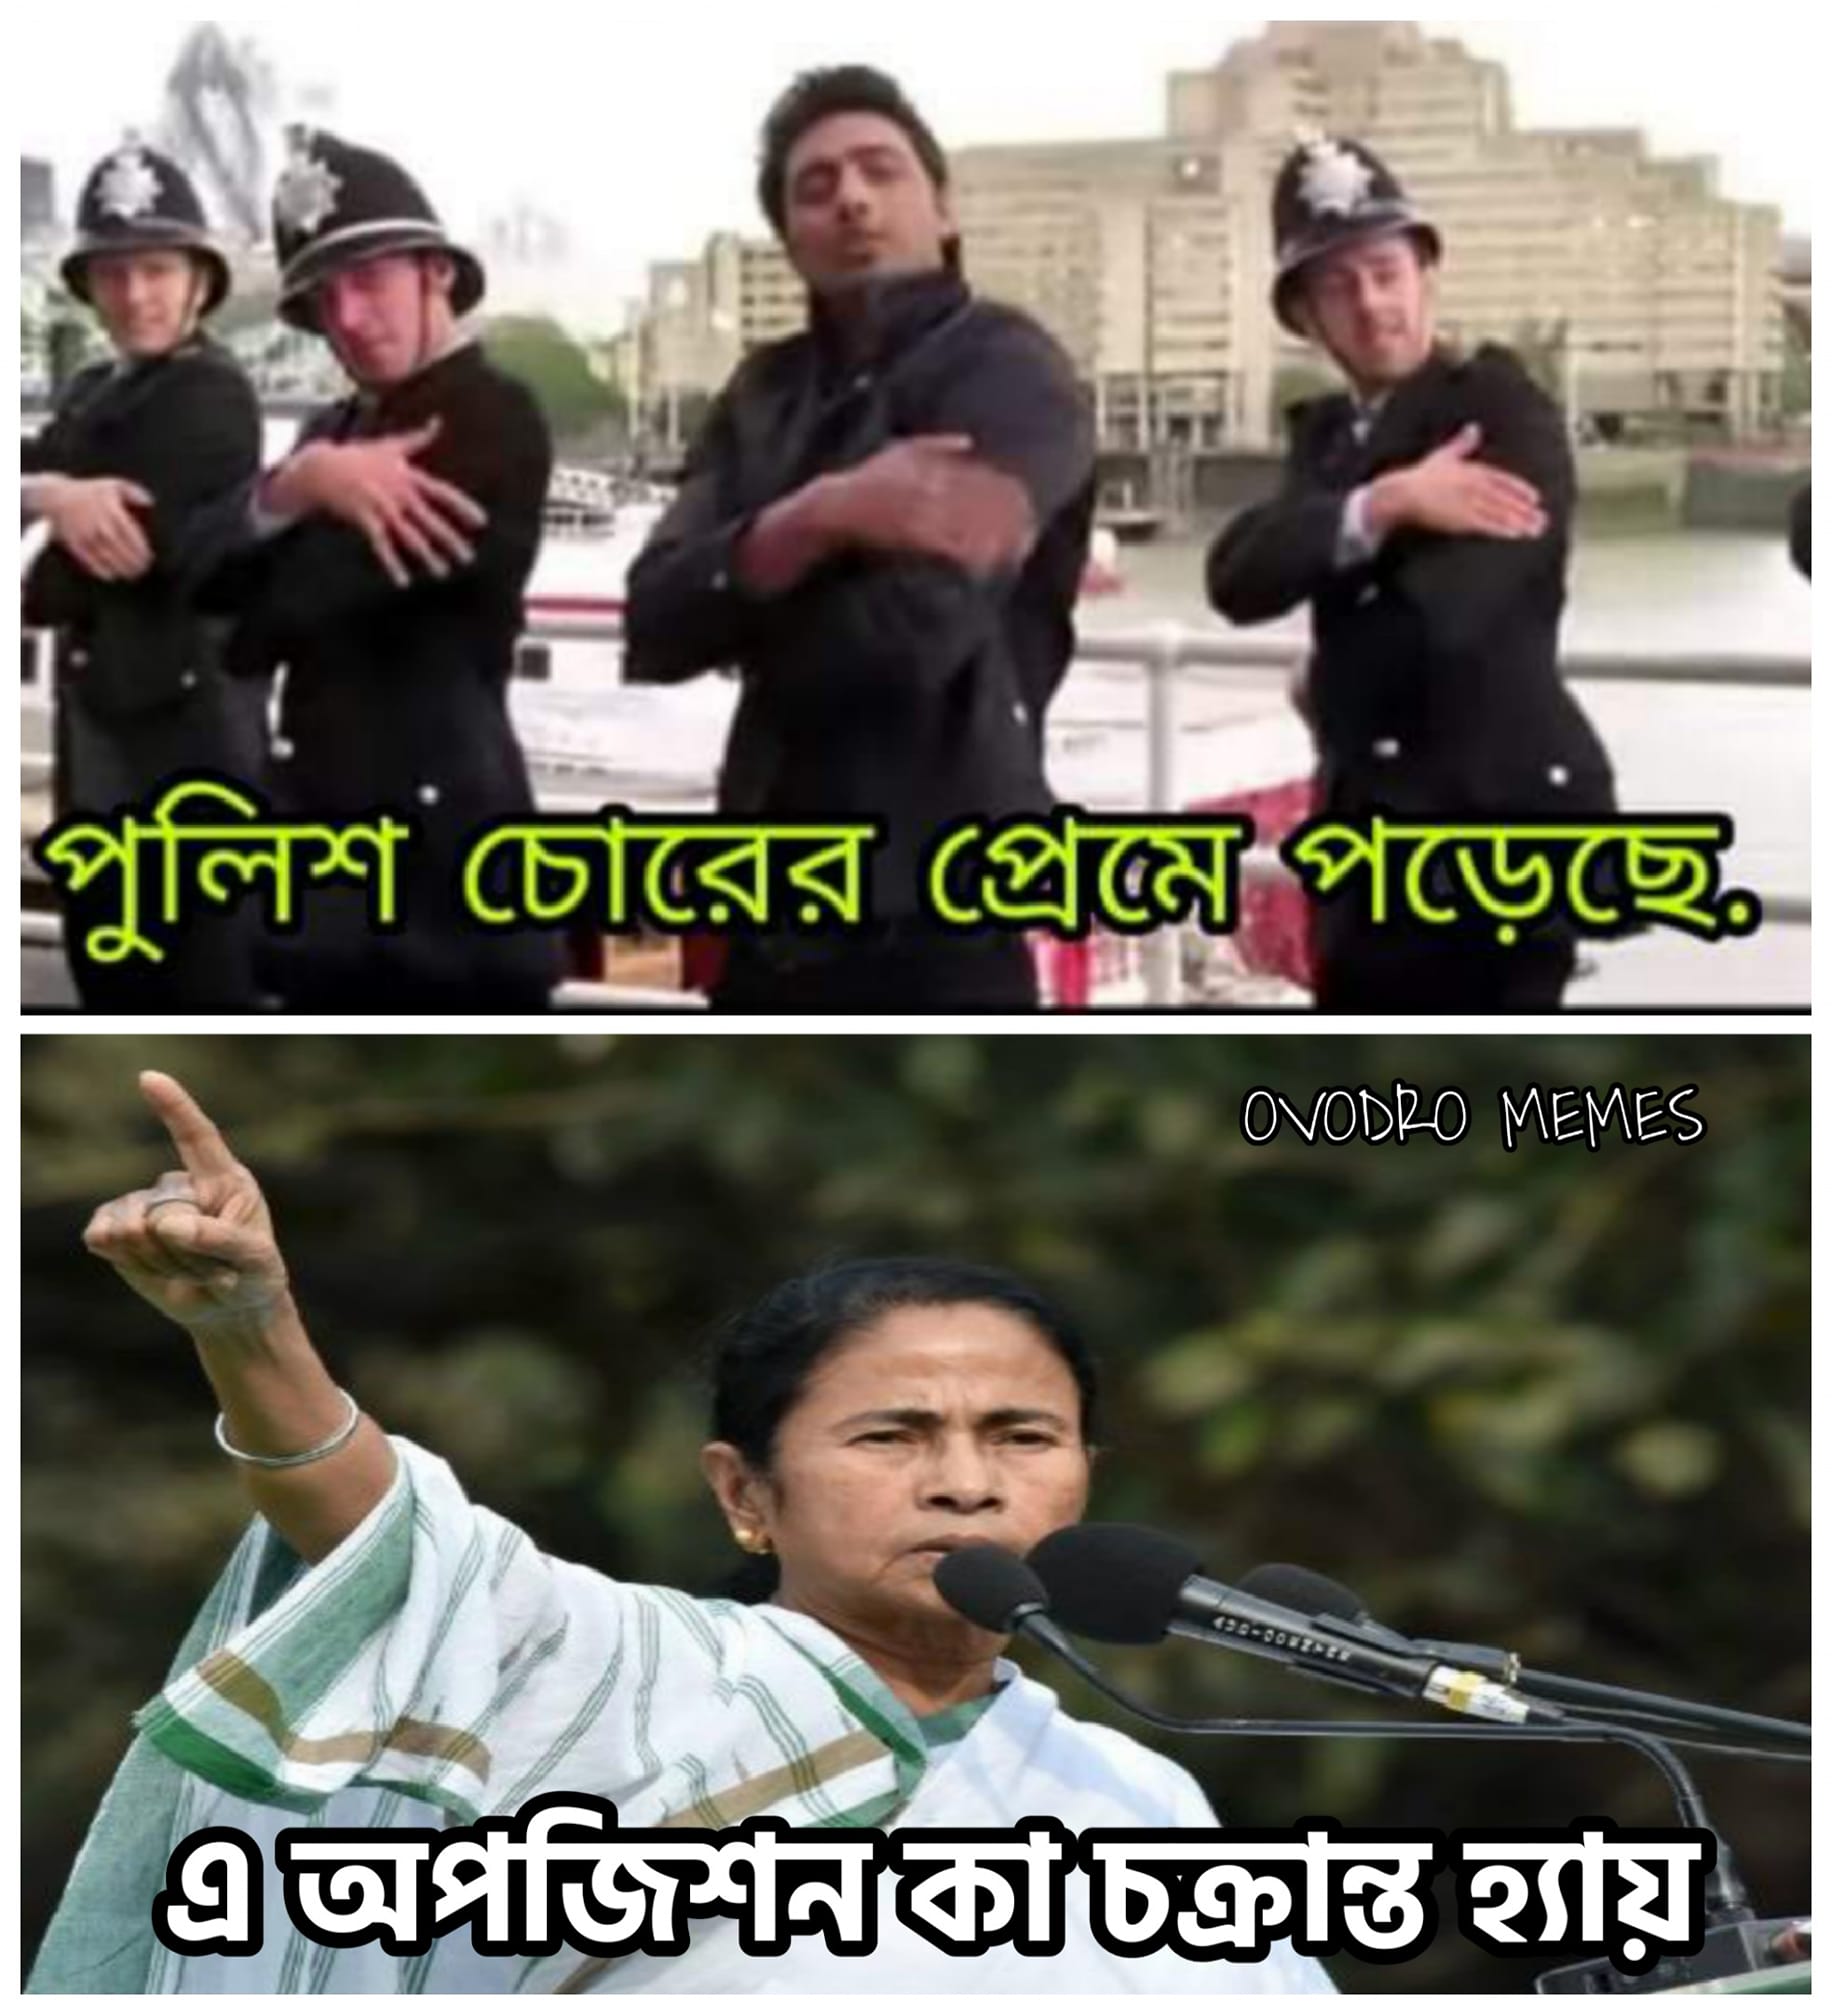 পুলিশ চোরের প্রেমে পড়েছে.
OVODRO MEMES
এ অপজিশন কা চক্রান্ত হ্যায়